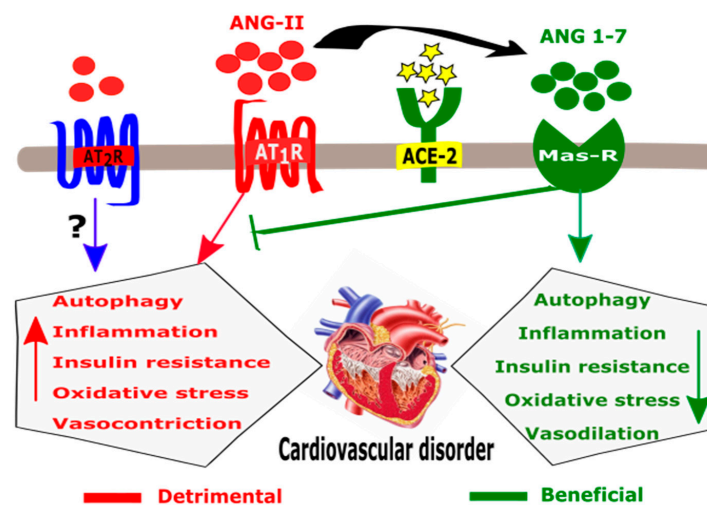 ANG-II
ANG 1-7
AT2R
AT1R
ACE-2
Mas-R
?
Autophagy
Inflammation
Insulin resistance
Oxidative stress
Vasocontriction
Autophagy
Inflammation
Insulin resistance
Oxidative stress
Vasodilation
Cardiovascular disorder
Detrimental
Beneficial